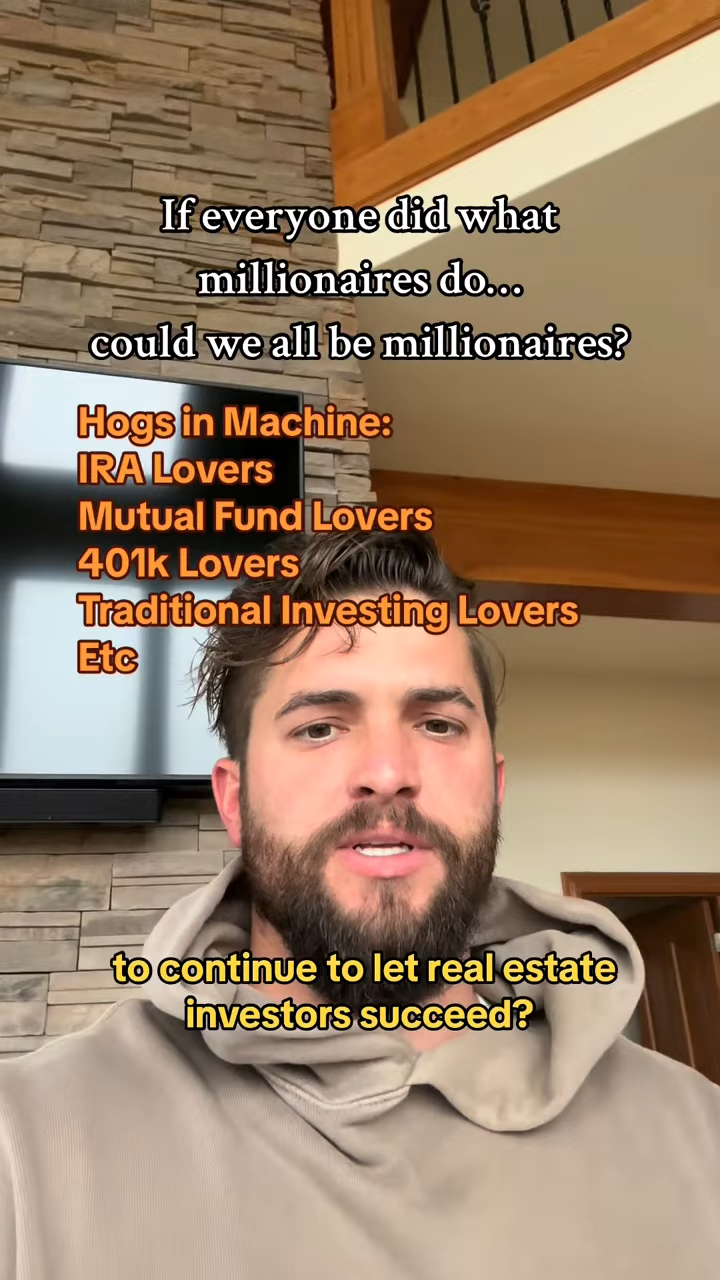 If everyone did what
millionaires do...
could we all be millionaires?
Hogs in Machine:
IRA Lovers
Mutual Fund Lovers
401k Lovers
Traditional Investing Lovers
Etc
to continue to let real estate
investors succeed?